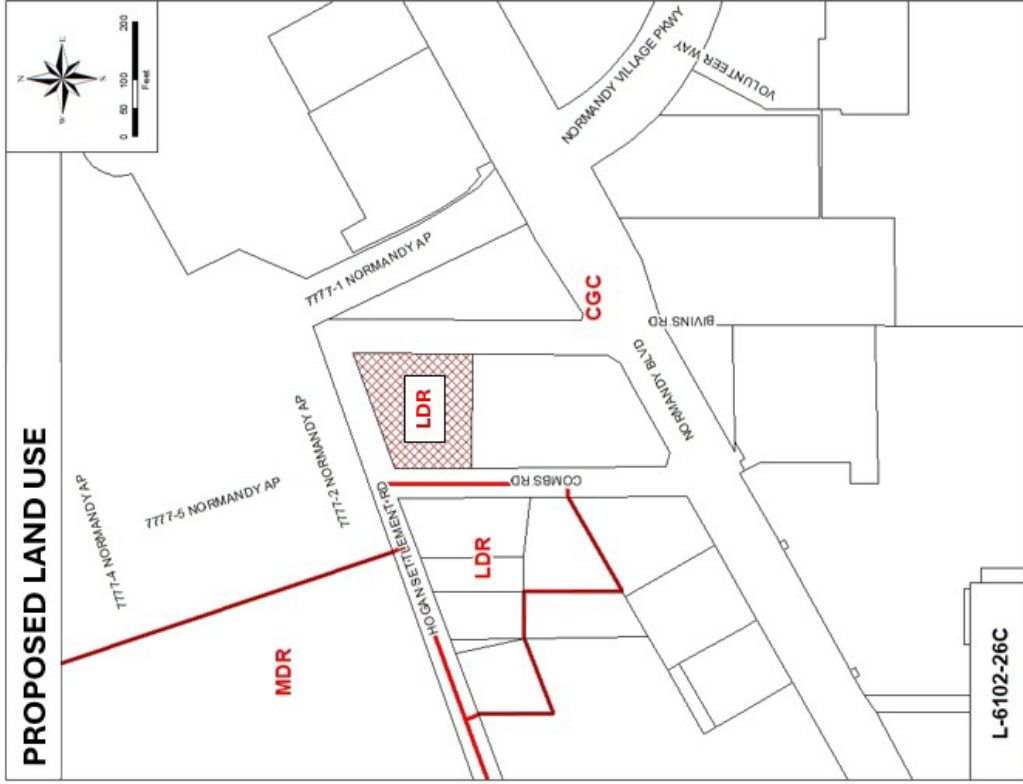 PROPOSED LAND USE
N
E
S
W
0
50
100
200
Feet
7777-4 NORMANDY AP
7777-5 NORMANDY AP
7777-2 NORMANDY AP
7777-1 NORMANDY AP
NORMANDY VILLAGE PKWY
VOLUNTEER WAY
MDR
HOGAN SETTLEMENT RD
LDR
LDR
COMBS RD
CGC
NORMANDY BLVD
BIVINS RD
L-6102-26C